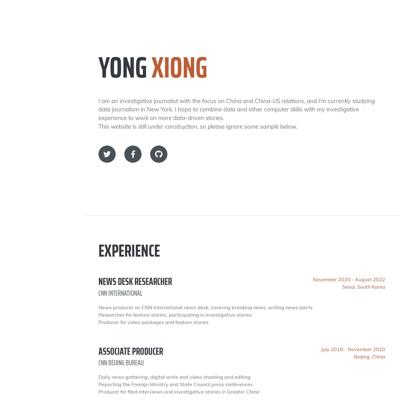 YONG XIONG
I am an investigative journalist with the focus on China and China-US relations, and I'm currently studying
data journalism in New York. I hope to combine data and other computer skills with my investigative
experience to work on more data-driven stories.
This website is still under construction, so please ignore some sample below.
EXPERIENCE
NEWS DESK RESEARCHER
November 2020 - August 2022
CNN INTERNATIONAL
Seoul, South Korea
News producer on CNN International news desk, covering breaking news, writing news alerts
Researcher for feature stories, participating in investigative stories
Producer for video packages and feature stories
ASSOCIATE PRODUCER
July 2018 - November 2020
CNN BEIJING BUREAU
Beijing, China
Daily news gathering, digital write and video shooting and editing
Reporting the Foreign Ministry and State Council press conferences
Producer for filed interviews and investigative stories in Greater China